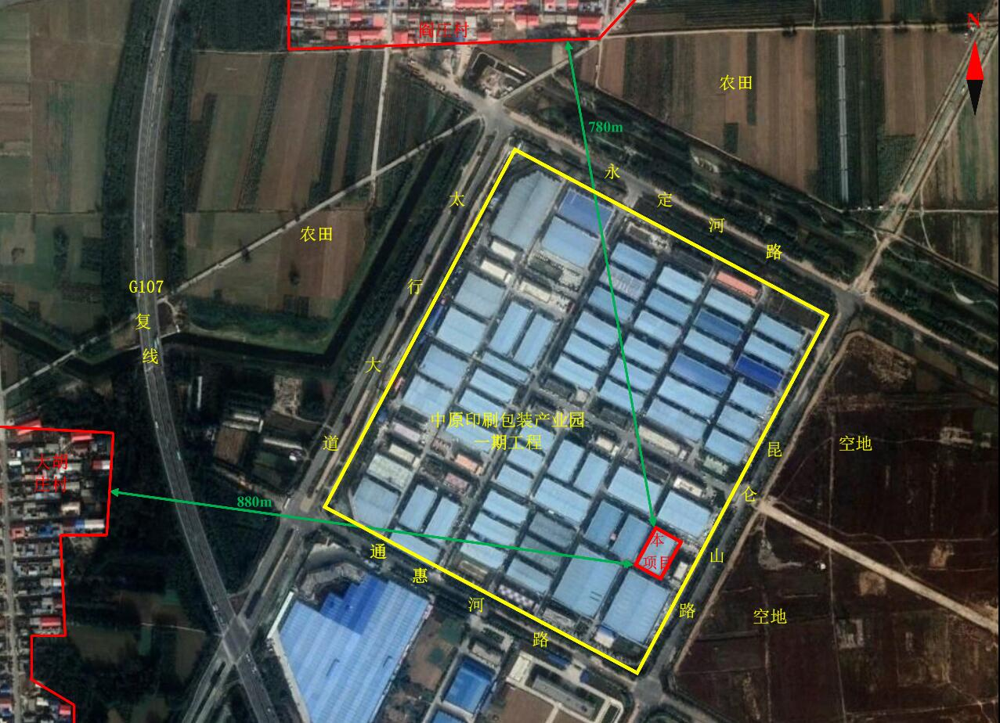 N
阎庄村
农田
780m
永定河路
太行大道
农田
G107
复线
中原印刷包装产业园
一期工程
空地
昆仑山路
大胡
庄村
880m
本
项目
通惠河路
空地